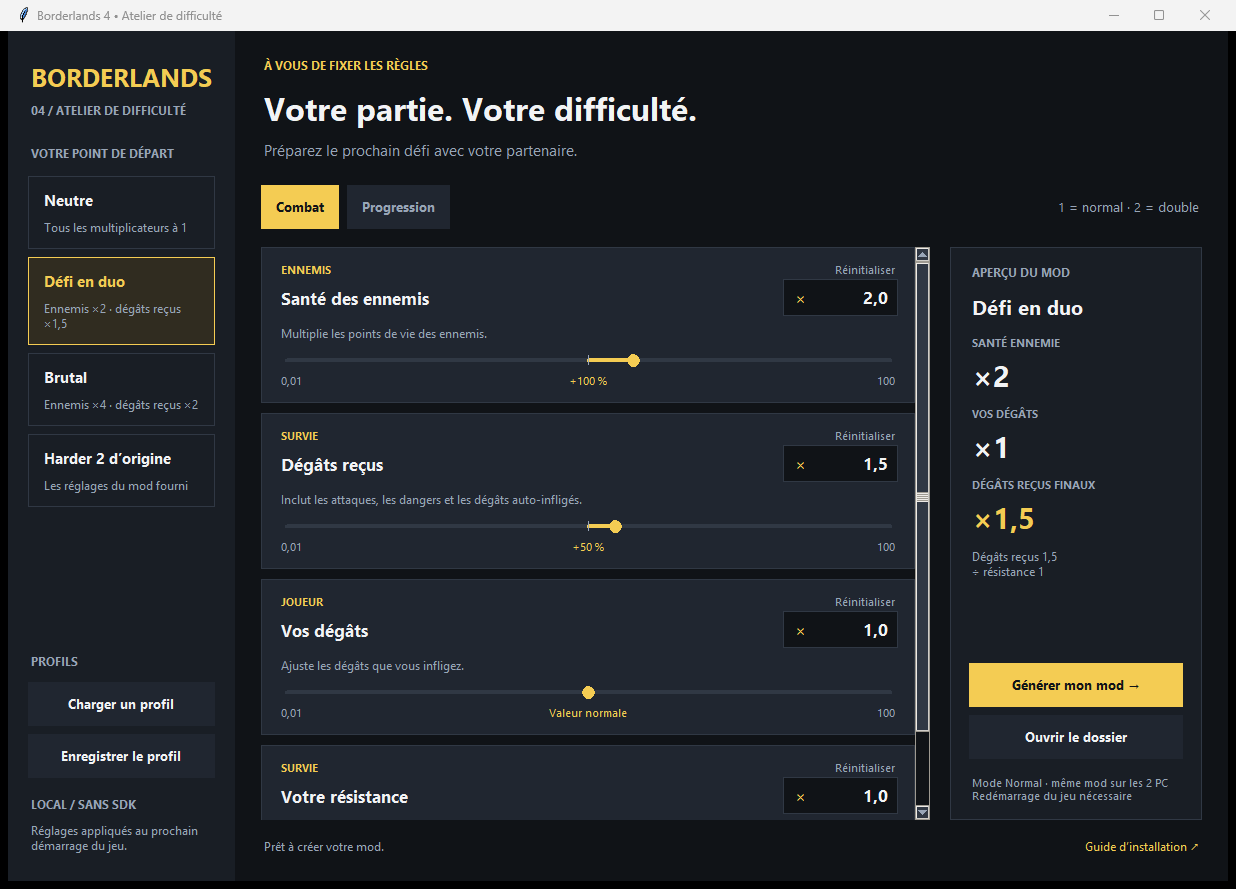 Borderlands 4 • Atelier de difficulté
BORDERLANDS
04 / ATELIER DE DIFFICULTÉ
VOTRE POINT DE DÉPART
Neutre
Tous les multiplicateurs à 1
Défi en duo
Ennemis ×2 · dégâts reçus
×1,5
Brutal
Ennemis ×4 · dégâts reçus ×2
Harder 2 d’origine
Les réglages du mod fourni
PROFILS
Charger un profil
Enregistrer le profil
LOCAL / SANS SDK
Réglages appliqués au prochain
démarrage du jeu.
À VOUS DE FIXER LES RÈGLES
Votre partie. Votre difficulté.
Préparez le prochain défi avec votre partenaire.
Combat
Progression
1 = normal · 2 = double
ENNEMIS
Réinitialiser
Santé des ennemis
× 2,0
Multiplie les points de vie des ennemis.
0,01
+100 %
100
SURVIE
Réinitialiser
Dégâts reçus
× 1,5
Inclut les attaques, les dangers et les dégâts auto-infligés.
0,01
+50 %
100
JOUEUR
Réinitialiser
Vos dégâts
× 1,0
Ajuste les dégâts que vous infligez.
0,01
Valeur normale
100
SURVIE
Réinitialiser
Votre résistance
× 1,0
Prêt à créer votre mod.
APERÇU DU MOD
Défi en duo
SANTÉ ENNEMIE
×2
VOS DÉGÂTS
×1
DÉGÂTS REÇUS FINAUX
×1,5
Dégâts reçus 1,5
÷ résistance 1
Générer mon mod →
Ouvrir le dossier
Mode Normal · même mod sur les 2 PC
Redémarrage du jeu nécessaire
Guide d’installation ↗